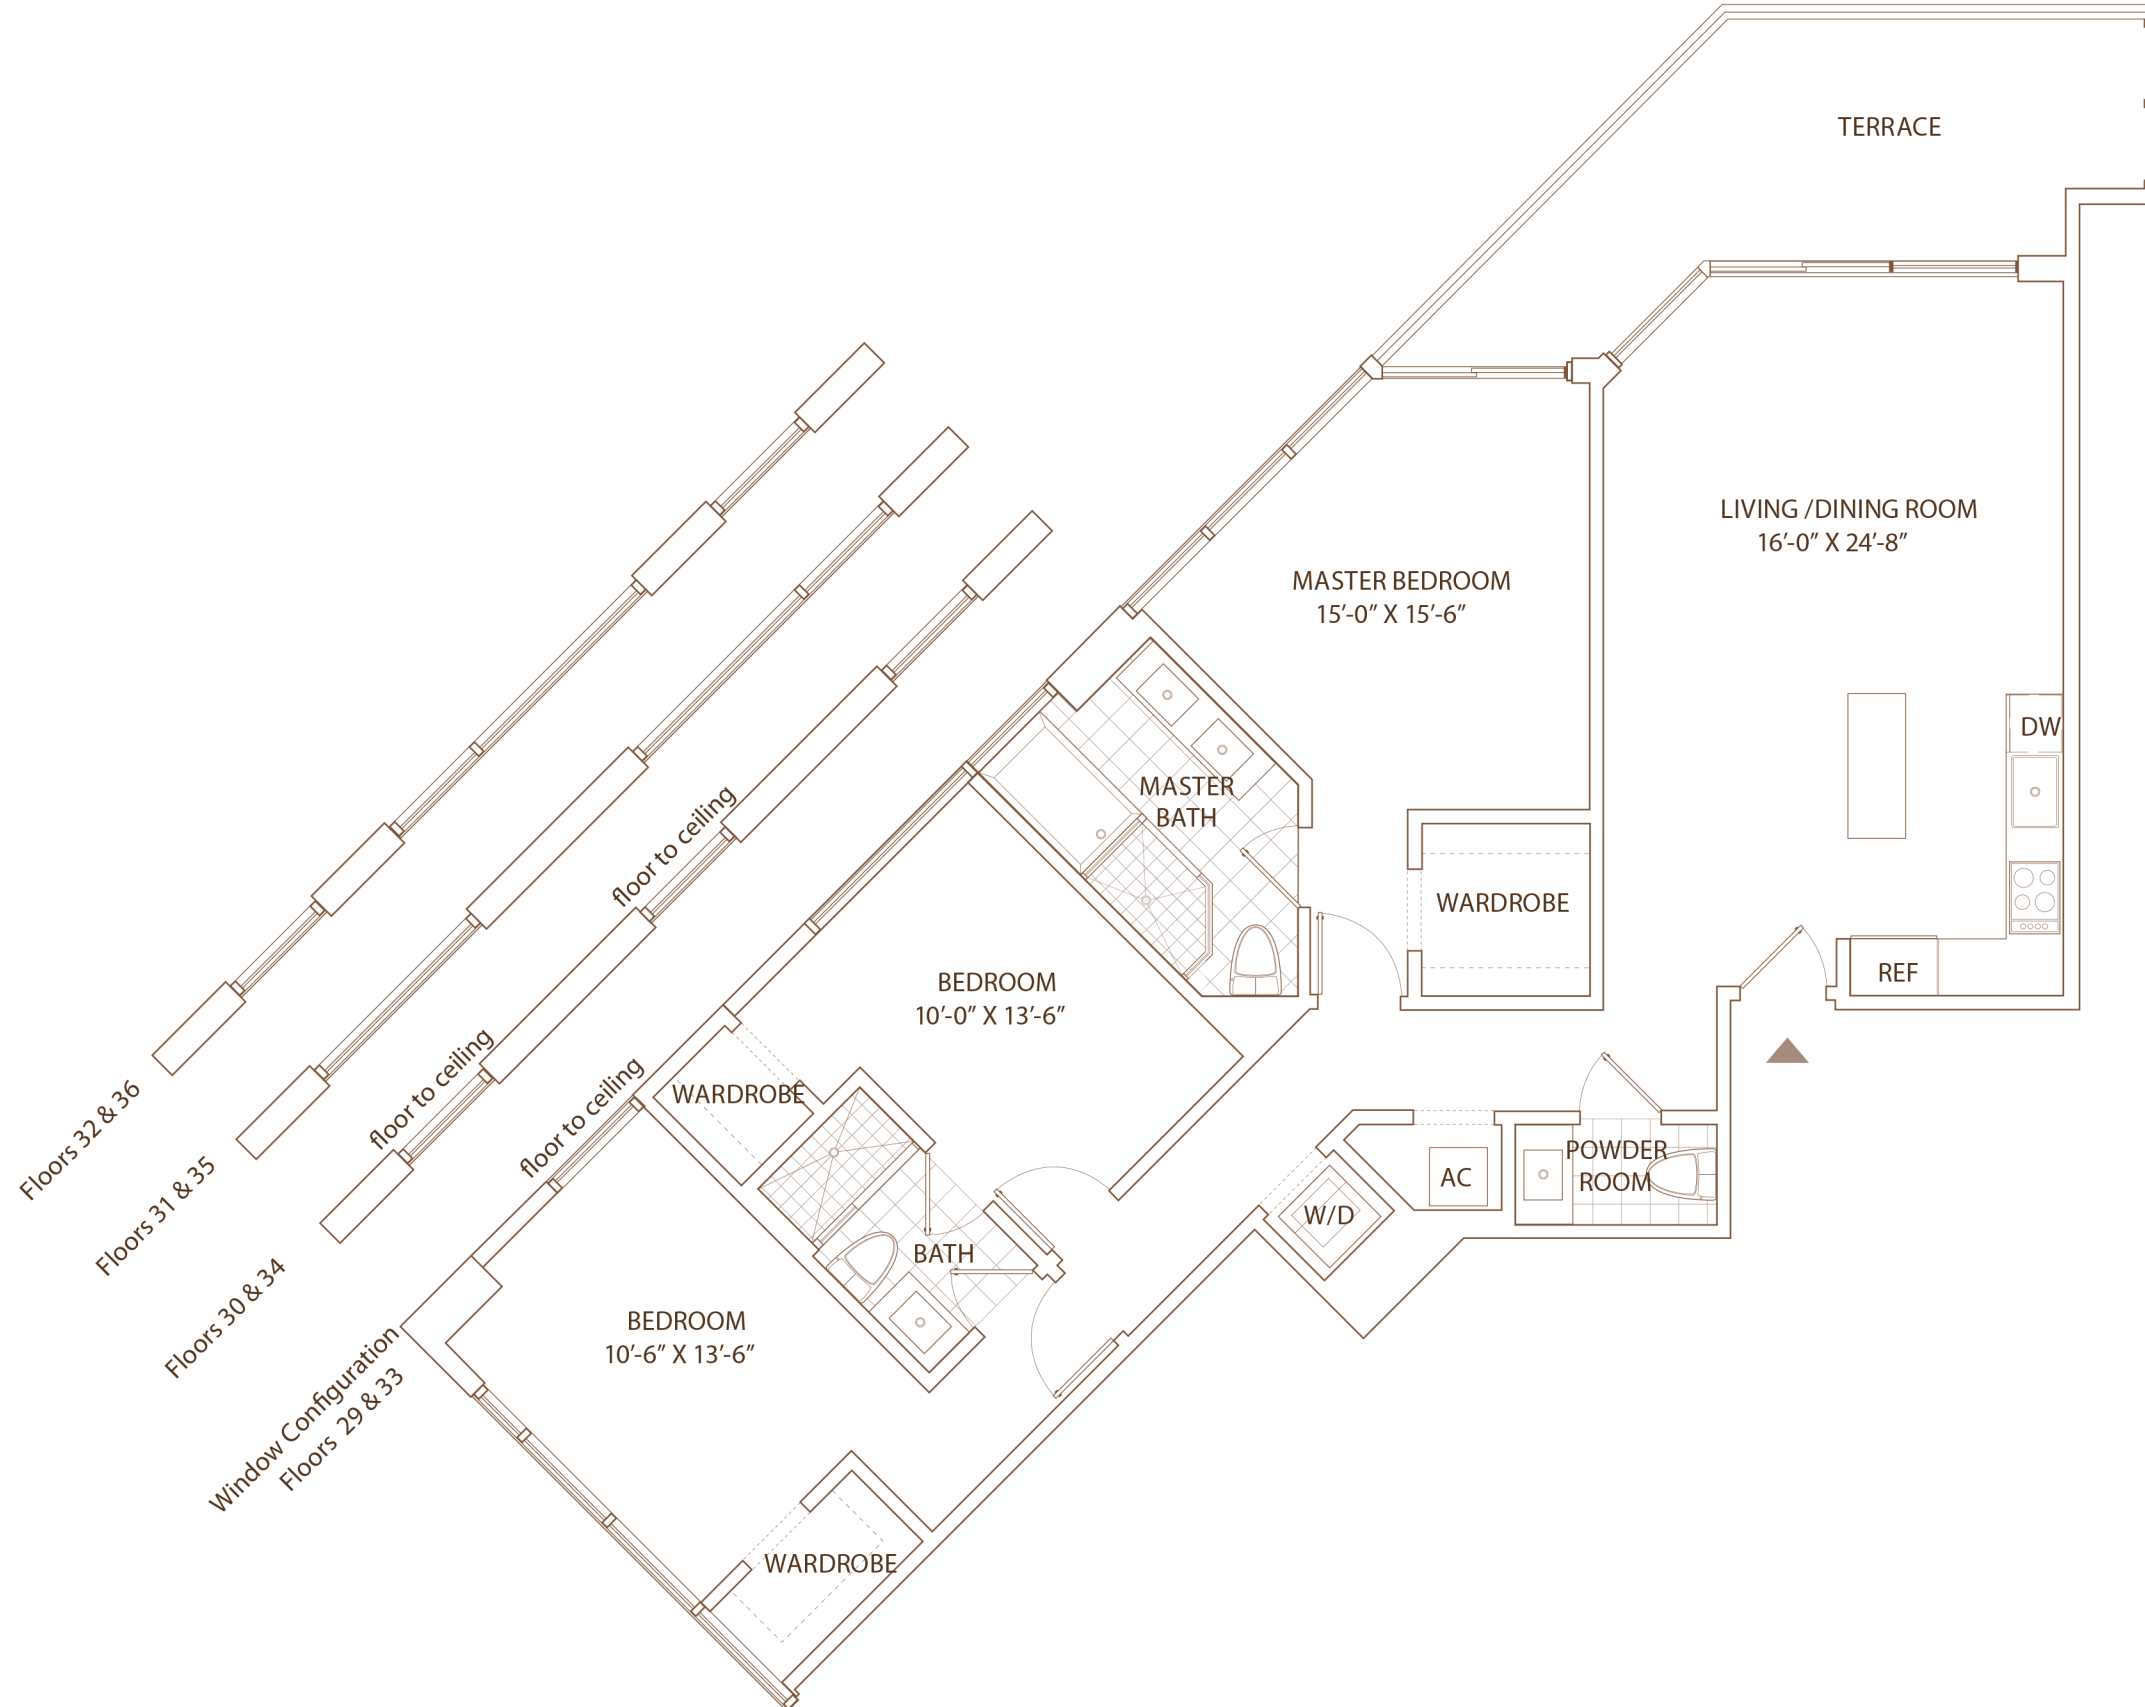 TERRACE
LIVING /DINING ROOM
16’-0” X 24’-8”
MASTER BEDROOM
15’-0” X 15’-6”
DW
MASTER
BATH
floor to ceiling
WARDROBE
REF
BEDROOM
10’-0” X 13’-6”
floor to ceiling
floor to ceiling
WARDROBE
Floors 32 & 36
Floors 31 & 35
Floors 30 & 34
POWDER
ROOM
AC
W/D
BATH
BEDROOM
10’-6” X 13’-6”
Window Configuration
Floors 29 & 33
WARDROBE